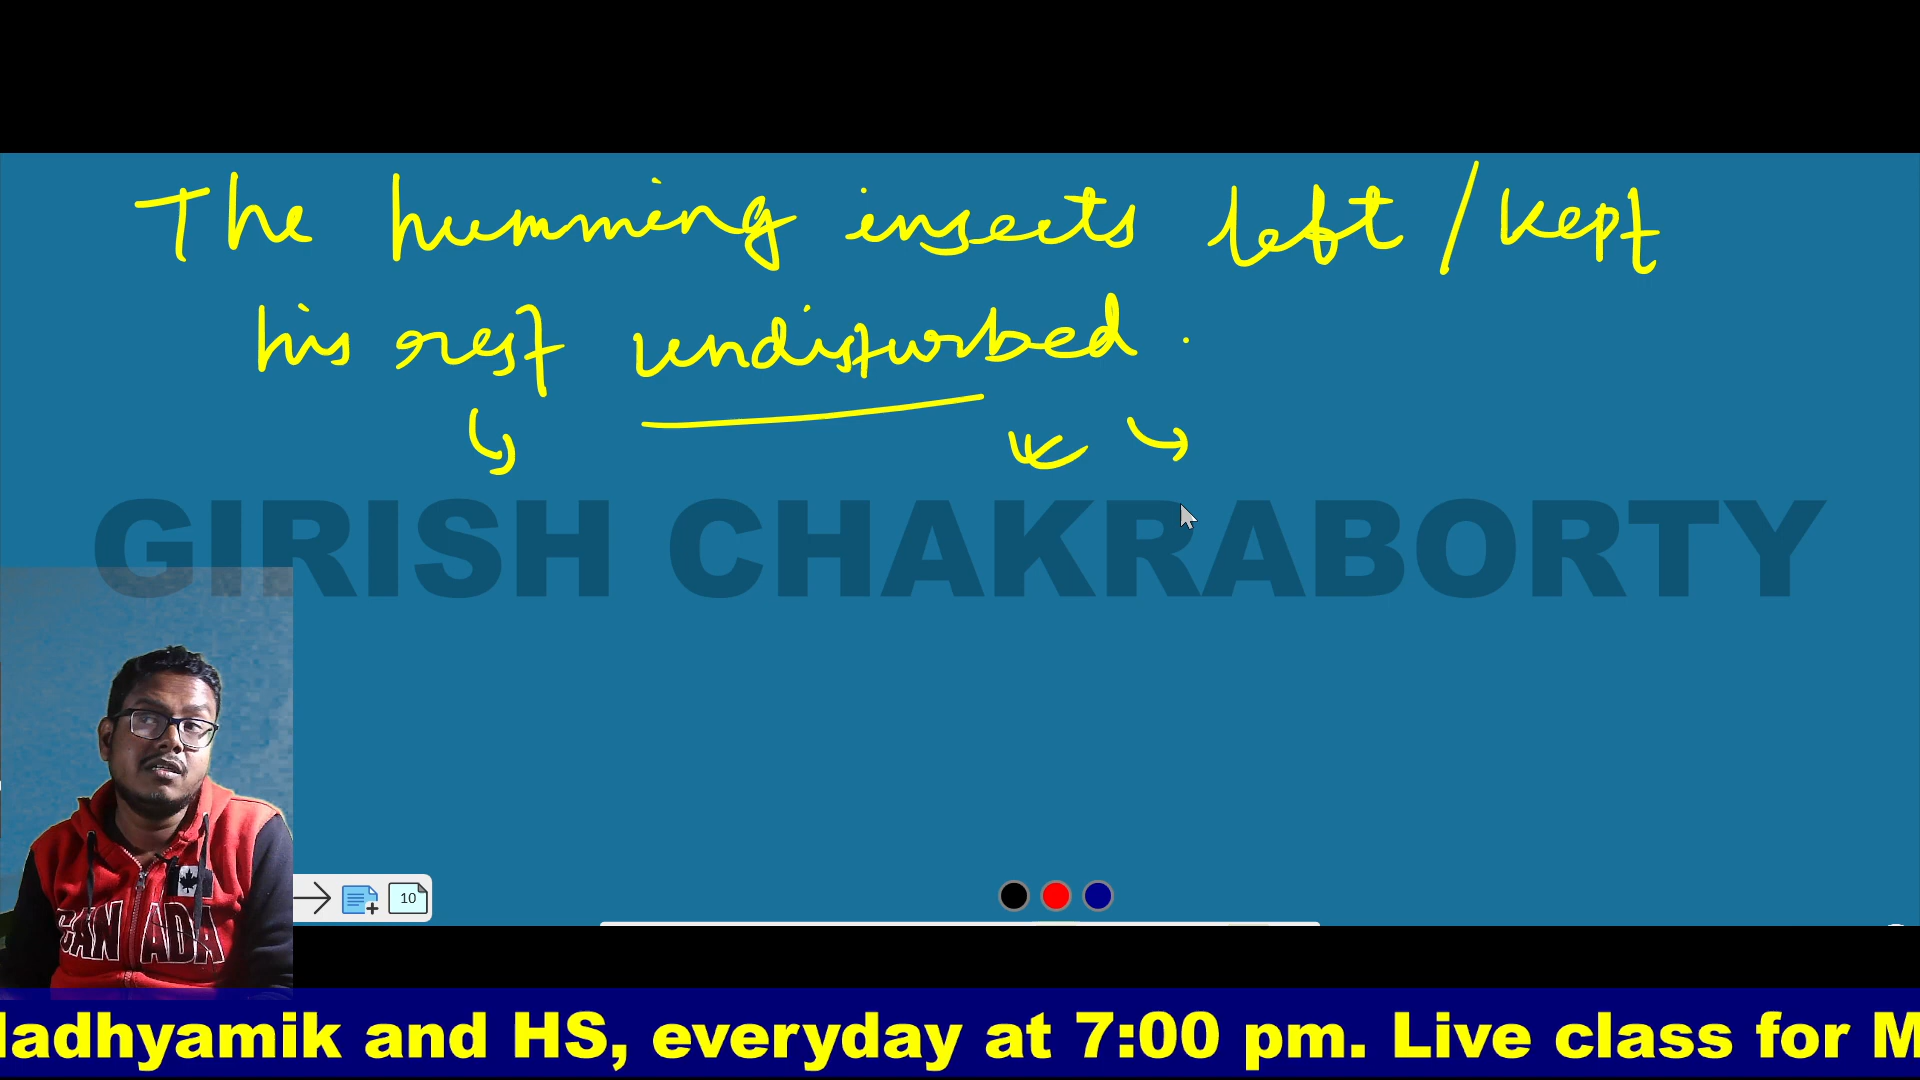 The humming insects left / kept
his rest undisturbed.
GIRISH CHAKRABORTY
CANADA
10
adhyamik and HS, everyday at 7:00 pm. Live class for M